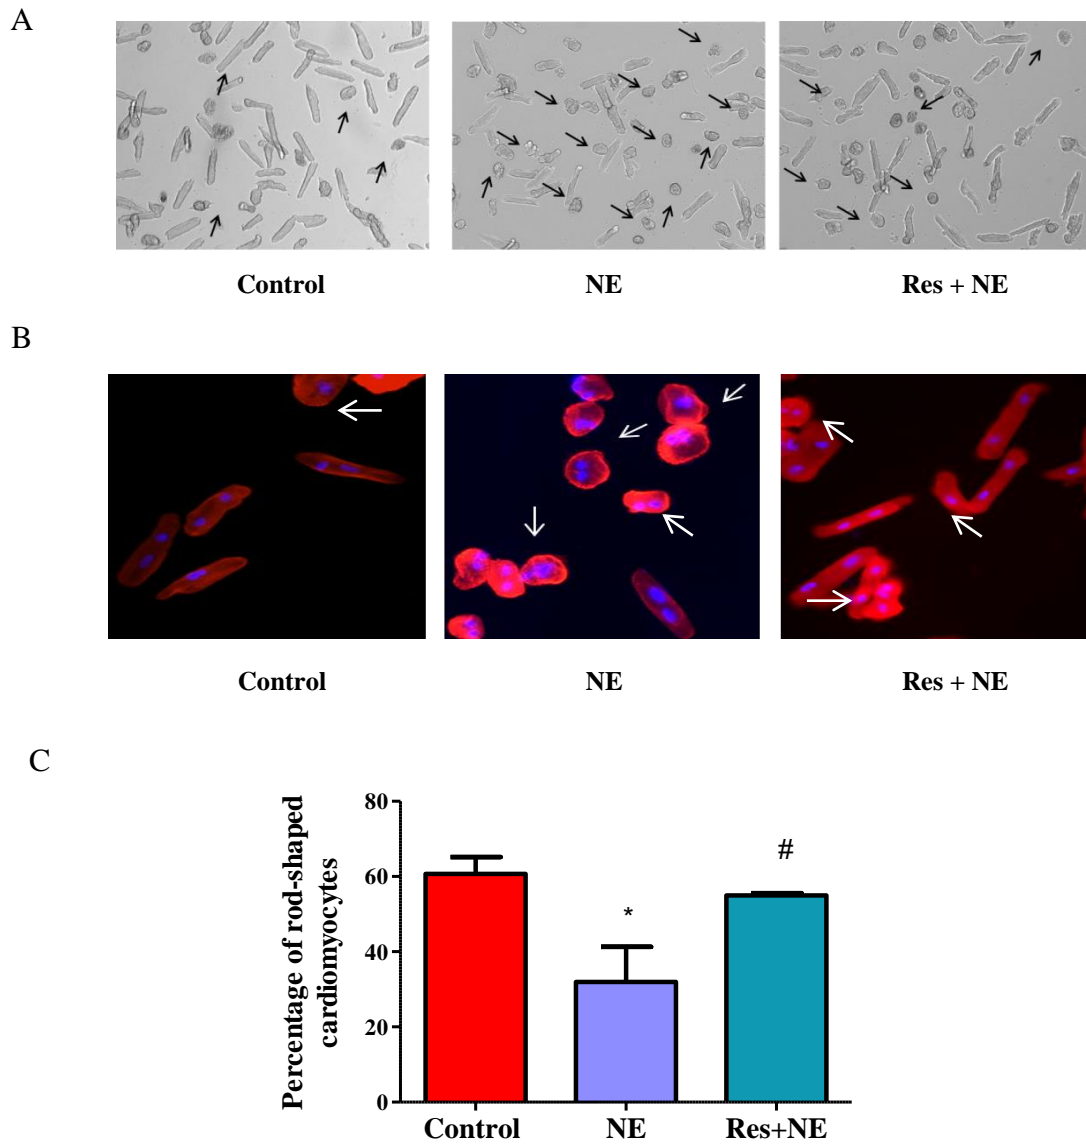 A
Control
NE
Res + NE
B
Control
NE
Res + NE
C
Percentage of rod-shaped
cardiomyocytes
80
60
40
20
0
*
#
Control
NE
Res+NE